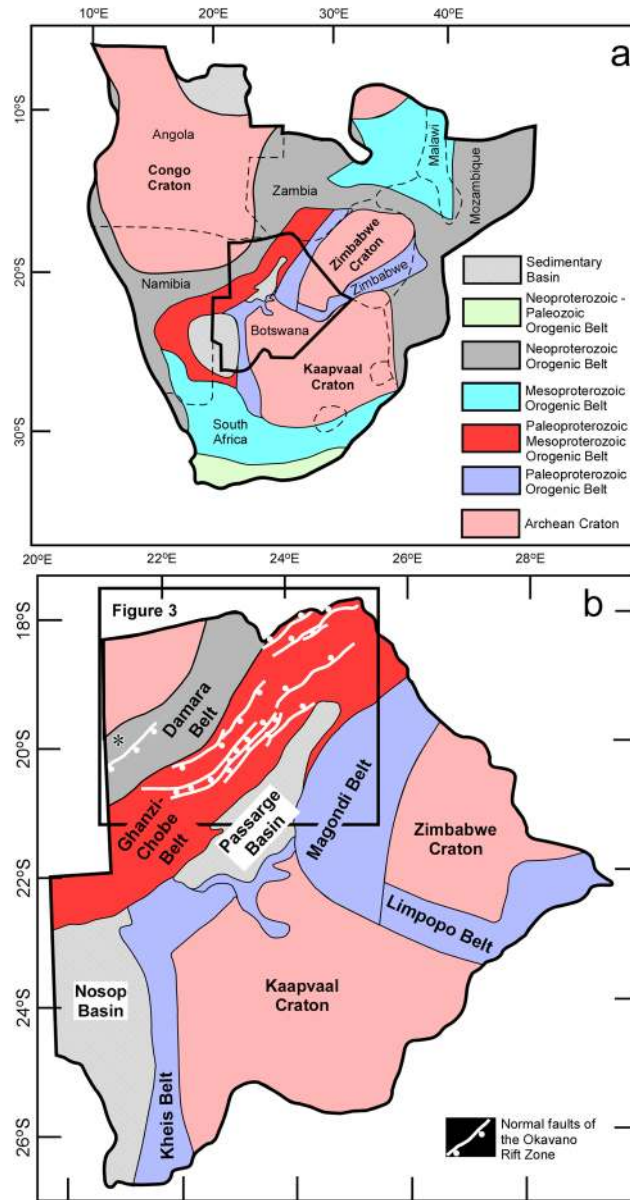 10ºE
20ºE
30ºE
40ºE
a
10ºS
20ºS
30ºS
Angola
Congo
Craton
Zambia
Malawi
Mozambique
Namibia
Zimbabwe
Craton
Zimbabwe
Botswana
Kaapvaal
Craton
South
Africa
Sedimentary
Basin
Neoproterozoic -
Paleozoic
Orogenic Belt
Neoproterozoic
Orogenic Belt
Mesoproterozoic
Orogenic Belt
Paleoproterozoic
Mesoproterozoic
Orogenic Belt
Paleoproterozoic
Orogenic Belt
Archean Craton
20ºE
22ºE
24ºE
26ºE
28ºE
b
Figure 3
18ºS
20ºS
22ºS
24ºS
26ºS
*
Damara
Belt
Ghanzi-
Chobe
Belt
Passarge
Basin
Magondi Belt
Zimbabwe
Craton
Limpopo Belt
Nosop
Basin
Kaapvaal
Craton
Kheis Belt
Normal faults of
the Okavano
Rift Zone